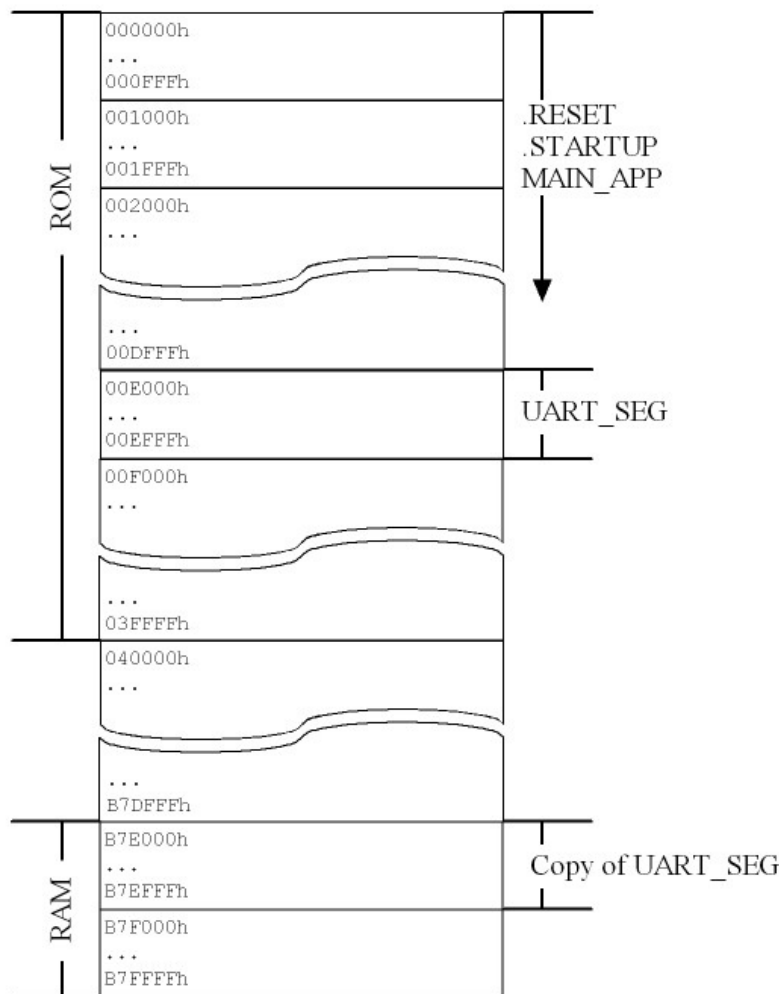 000000h
...
000FFFh
001000h
...
001FFFh
002000h
...
...
00DFFFh
00E000h
...
00EFFFh
00F000h
...
...
03FFFFh
040000h
...
...
B7DFFFh
B7E000h
...
B7EFFFh
B7F000h
...
B7FFFFh
ROM
RAM
.RESET
.STARTUP
MAIN_APP
UART_SEG
Copy of UART_SEG